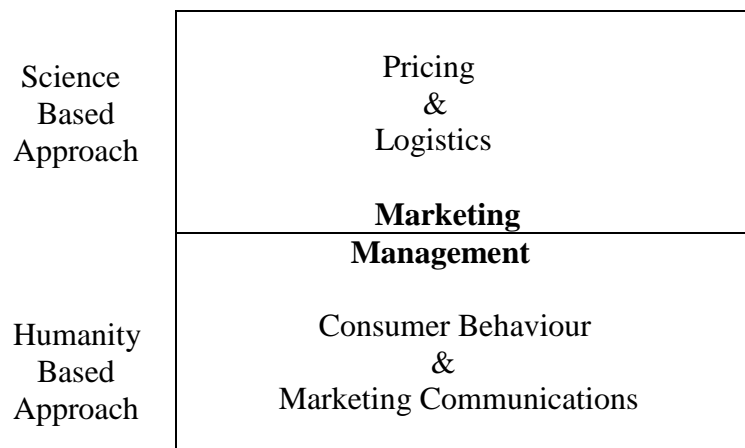 Science
Based
Approach
Pricing
&
Logistics
Marketing
Management
Humanity
Based
Approach
Consumer Behaviour
&
Marketing Communications